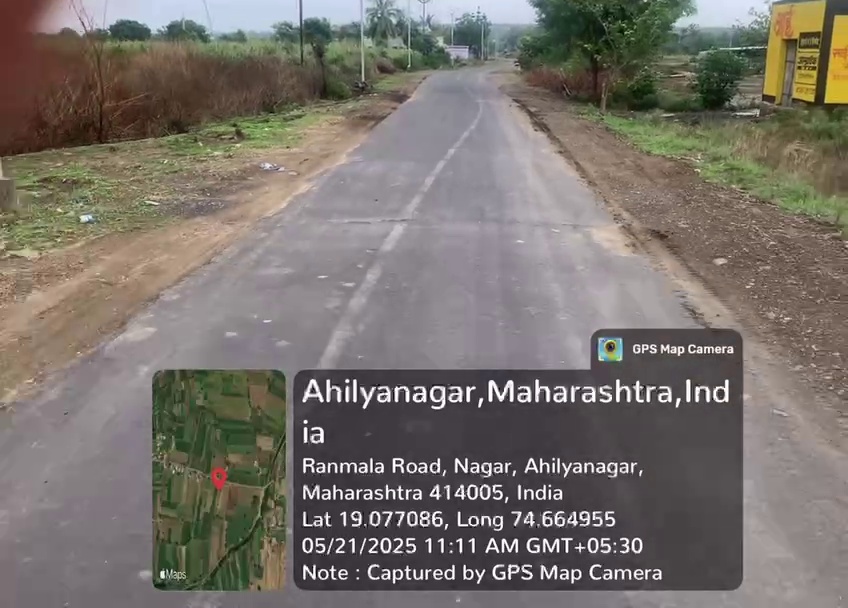 GPS Map Camera
Ahilyanagar,Maharashtra,Ind
ia
Ranmala Road, Nagar, Ahilyanagar,
Maharashtra 414005, India
Lat 19.077086, Long 74.664955
05/21/2025 11:11 AM GMT+05:30
Note : Captured by GPS Map Camera
Maps